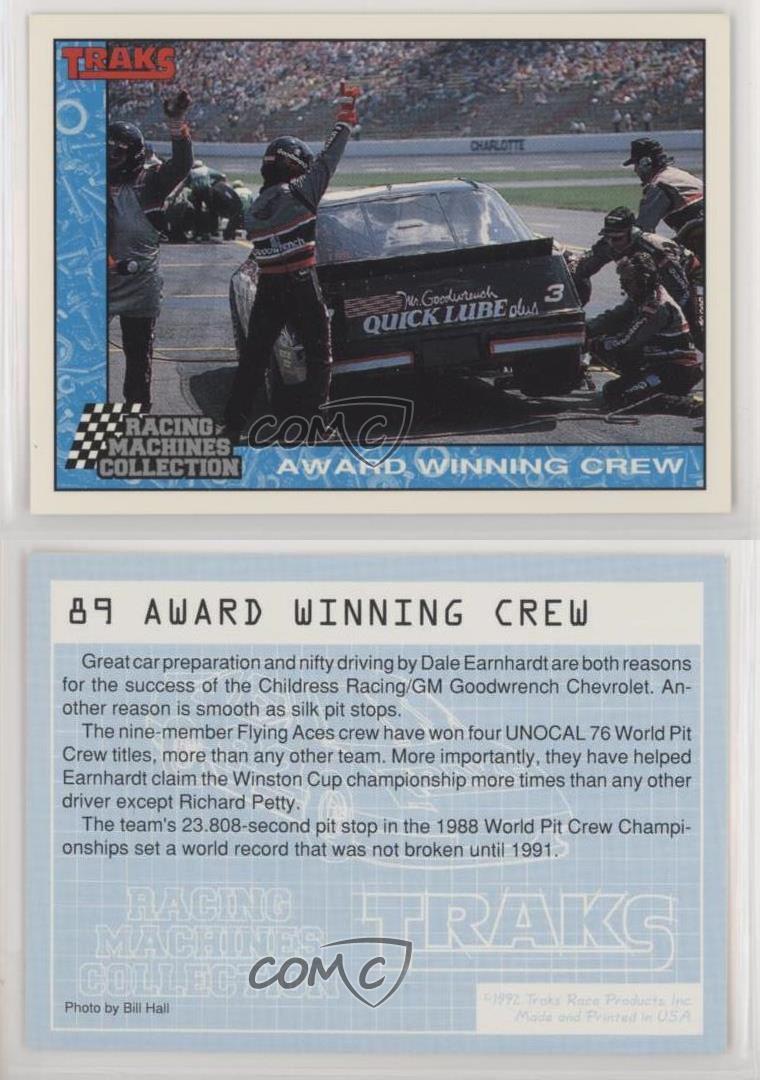 TRAKS
CHARLOTTE
Goodwrench
Mr. Goodwrench
QUICK LUBE plus 3
RACING
MACHINES
COLLECTION
COMC
AWARD WINNING CREW
89 AWARD WINNING CREW
Great car preparation and nifty driving by Dale Earnhardt are both reasons
for the success of the Childress Racing/GM Goodwrench Chevrolet. An-
other reason is smooth as silk pit stops.
The nine-member Flying Aces crew have won four UNOCAL 76 World Pit
Crew titles, more than any other team. More importantly, they have helped
Earnhardt claim the Winston Cup championship more times than any other
driver except Richard Petty.
The team's 23.808-second pit stop in the 1988 World Pit Crew Champi-
onships set a world record that was not broken until 1991.
RACING
MACHINES
COLLECTION
TRAKS
COMC
Photo by Bill Hall
©1992 Traks Race Products Inc
Made and Printed in U.S.A